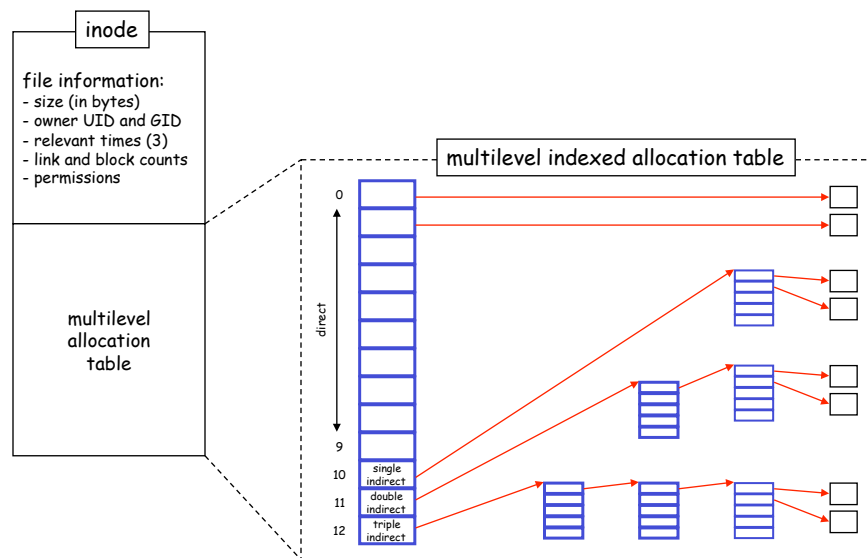 inode
file information:
- size (in bytes)
- owner UID and GID
- relevant times (3)
- link and block counts
- permissions
multilevel
allocation
table
multilevel indexed allocation table
0
direct
9
10
single
indirect
11
double
indirect
12
triple
indirect